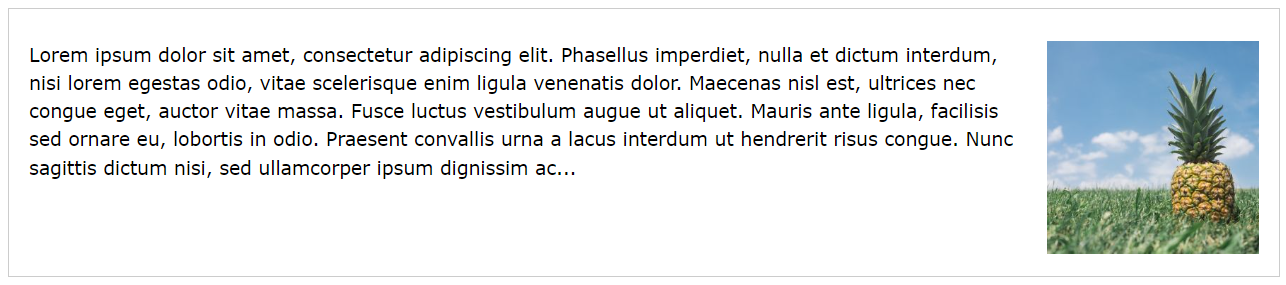 Lorem ipsum dolor sit amet, consectetur adipiscing elit. Phasellus imperdiet, nulla et dictum interdum,
nisi lorem egestas odio, vitae scelerisque enim ligula venenatis dolor. Maecenas nisl est, ultrices nec
congue eget, auctor vitae massa. Fusce luctus vestibulum augue ut aliquet. Mauris ante ligula, facilisis
sed ornare eu, lobortis in odio. Praesent convallis urna a lacus interdum ut hendrerit risus congue. Nunc
sagittis dictum nisi, sed ullamcorper ipsum dignissim ac...